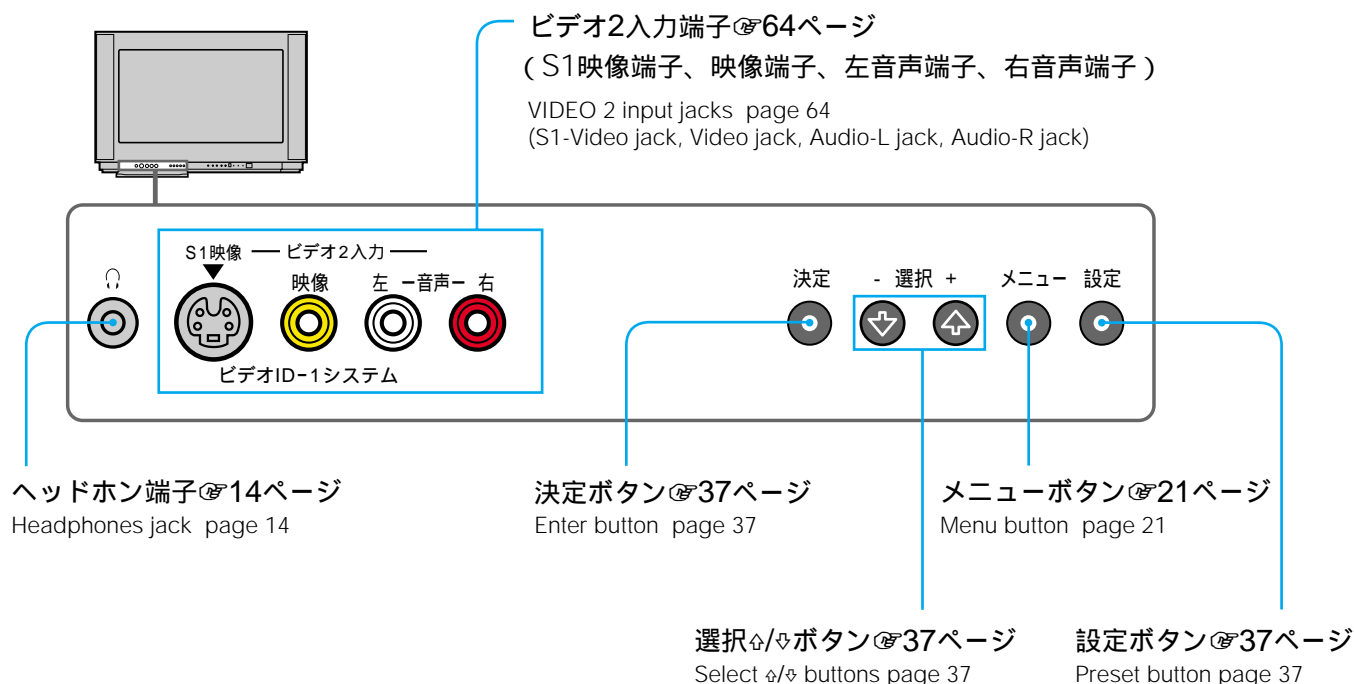 ビデオ2入力端子☞64ページ
（S1映像端子、映像端子、左音声端子、右音声端子）
VIDEO 2 input jacks page 64
(S1-Video jack, Video jack, Audio-L jack, Audio-R jack)
S1映像 ── ビデオ2入力 ──
映像 左 ー音声ー 右
ビデオID-1システム
決定 - 選択 + メニュー 設定
ヘッドホン端子☞14ページ
Headphones jack page 14
決定ボタン☞37ページ
Enter button page 37
メニューボタン☞21ページ
Menu button page 21
選択⇧/⇩ボタン☞37ページ
Select ⇧/⇩ buttons page 37
設定ボタン☞37ページ
Preset button page 37